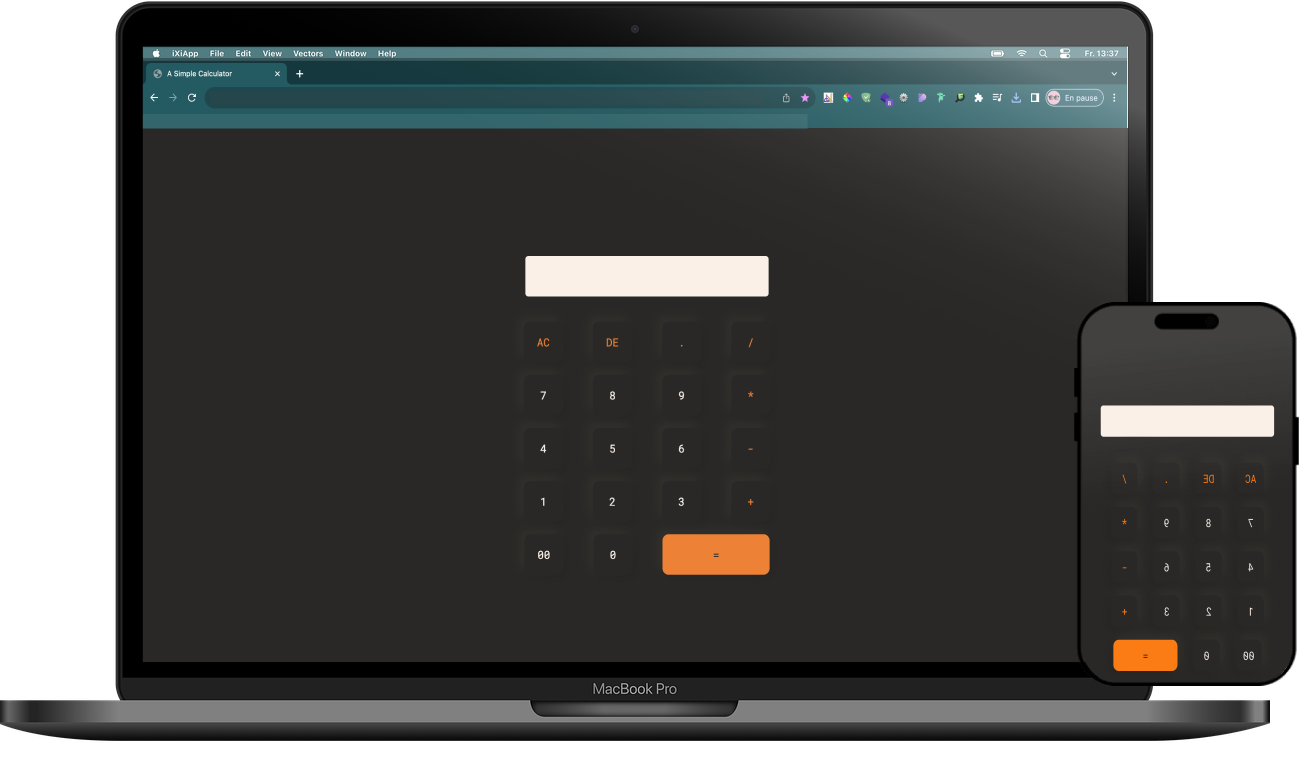 iXiApp File Edit View Vectors Window Help Fr. 13:37
A Simple Calculator
En pause
AC DE . /
7 8 9 *
4 5 6 -
1 2 3 +
00 0 =
MacBook Pro
/ . DE AC
* 9 8 7
- 6 5 4
+ 3 2 1
= 0 00